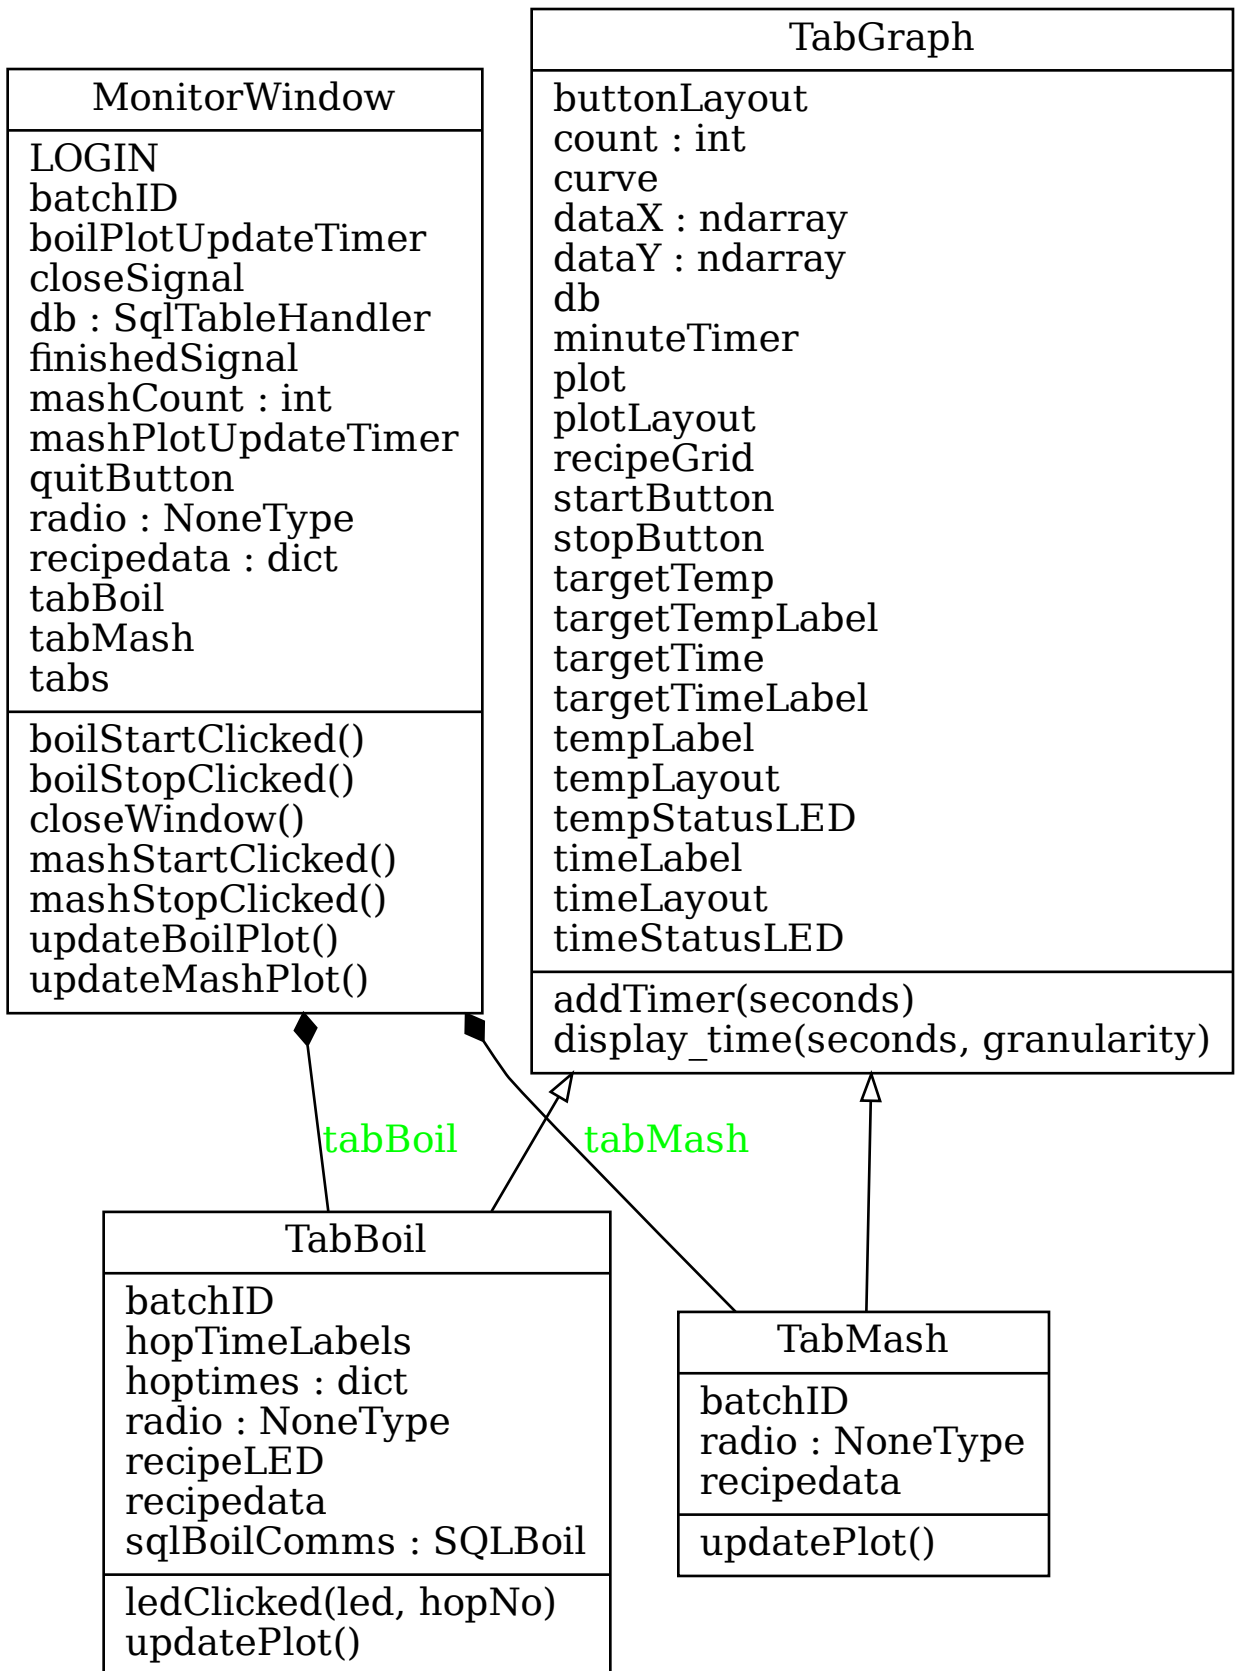 MonitorWindow
LOGIN
batchID
boilPlotUpdateTimer
closeSignal
db : SqlTableHandler
finishedSignal
mashCount : int
mashPlotUpdateTimer
quitButton
radio : NoneType
recipedata : dict
tabBoil
tabMash
tabs
boilStartClicked()
boilStopClicked()
closeWindow()
mashStartClicked()
mashStopClicked()
updateBoilPlot()
updateMashPlot()
TabGraph
buttonLayout
count : int
curve
dataX : ndarray
dataY : ndarray
db
minuteTimer
plot
plotLayout
recipeGrid
startButton
stopButton
targetTemp
targetTempLabel
targetTime
targetTimeLabel
tempLabel
tempLayout
tempStatusLED
timeLabel
timeLayout
timeStatusLED
addTimer(seconds)
display_time(seconds, granularity)
tabBoil
tabMash
TabBoil
batchID
hopTimeLabels
hoptimes : dict
radio : NoneType
recipeLED
recipedata
sqlBoilComms : SQLBoil
ledClicked(led, hopNo)
updatePlot()
TabMash
batchID
radio : NoneType
recipedata
updatePlot()